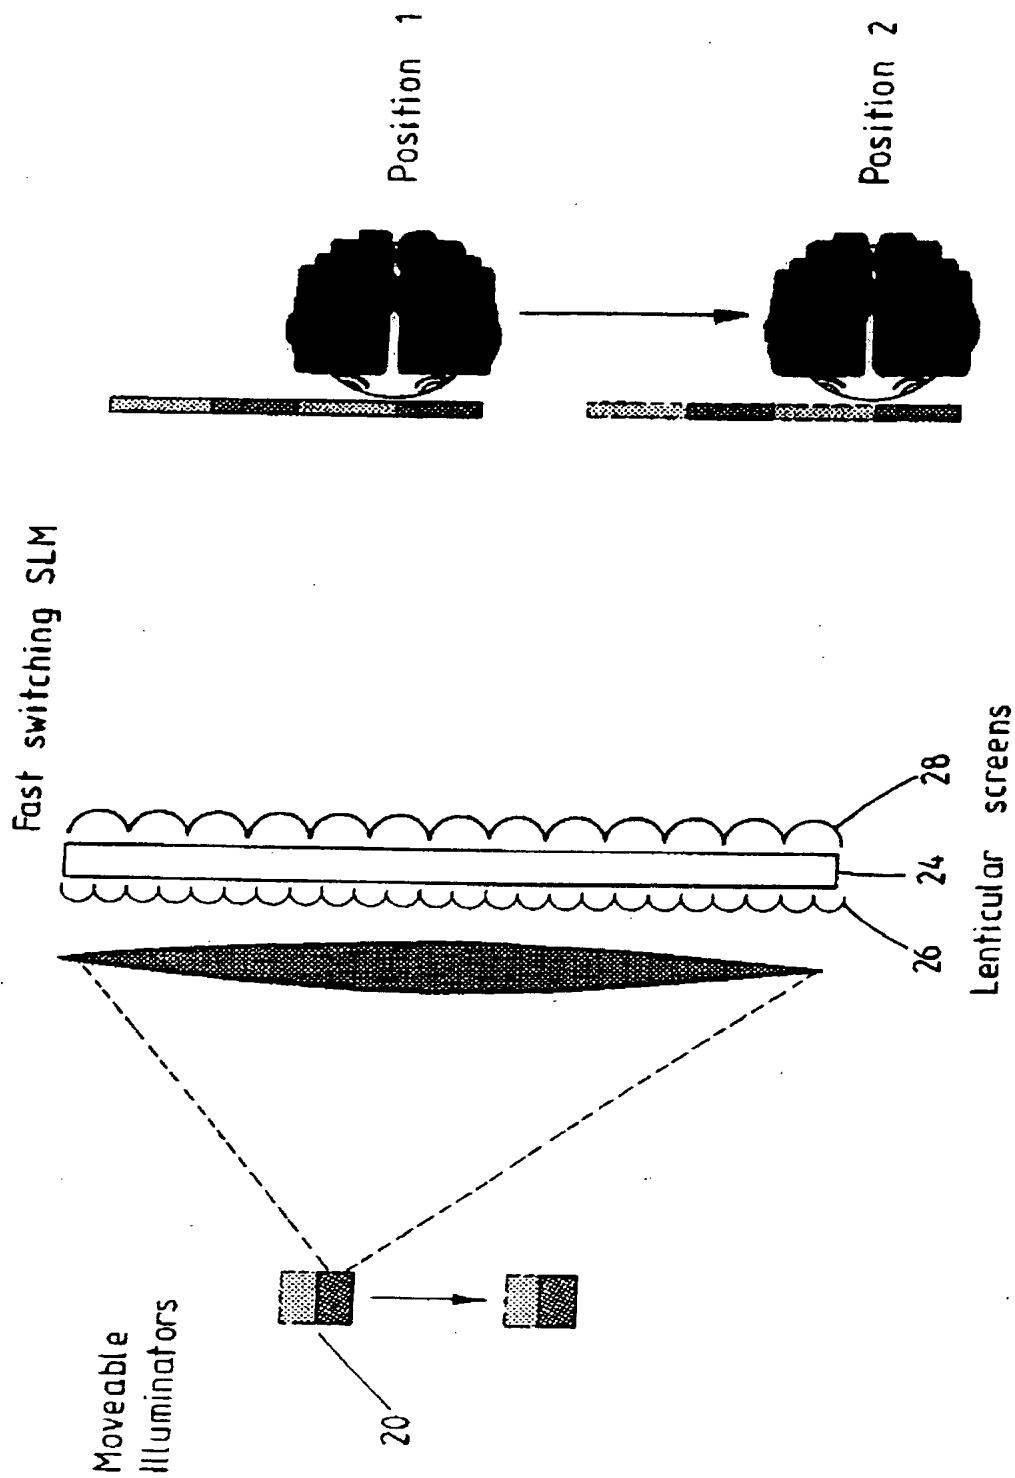 Moveable
Illuminators
20
Fast switching SLM
28
24
26
Lenticular screens
Position 1
Position 2